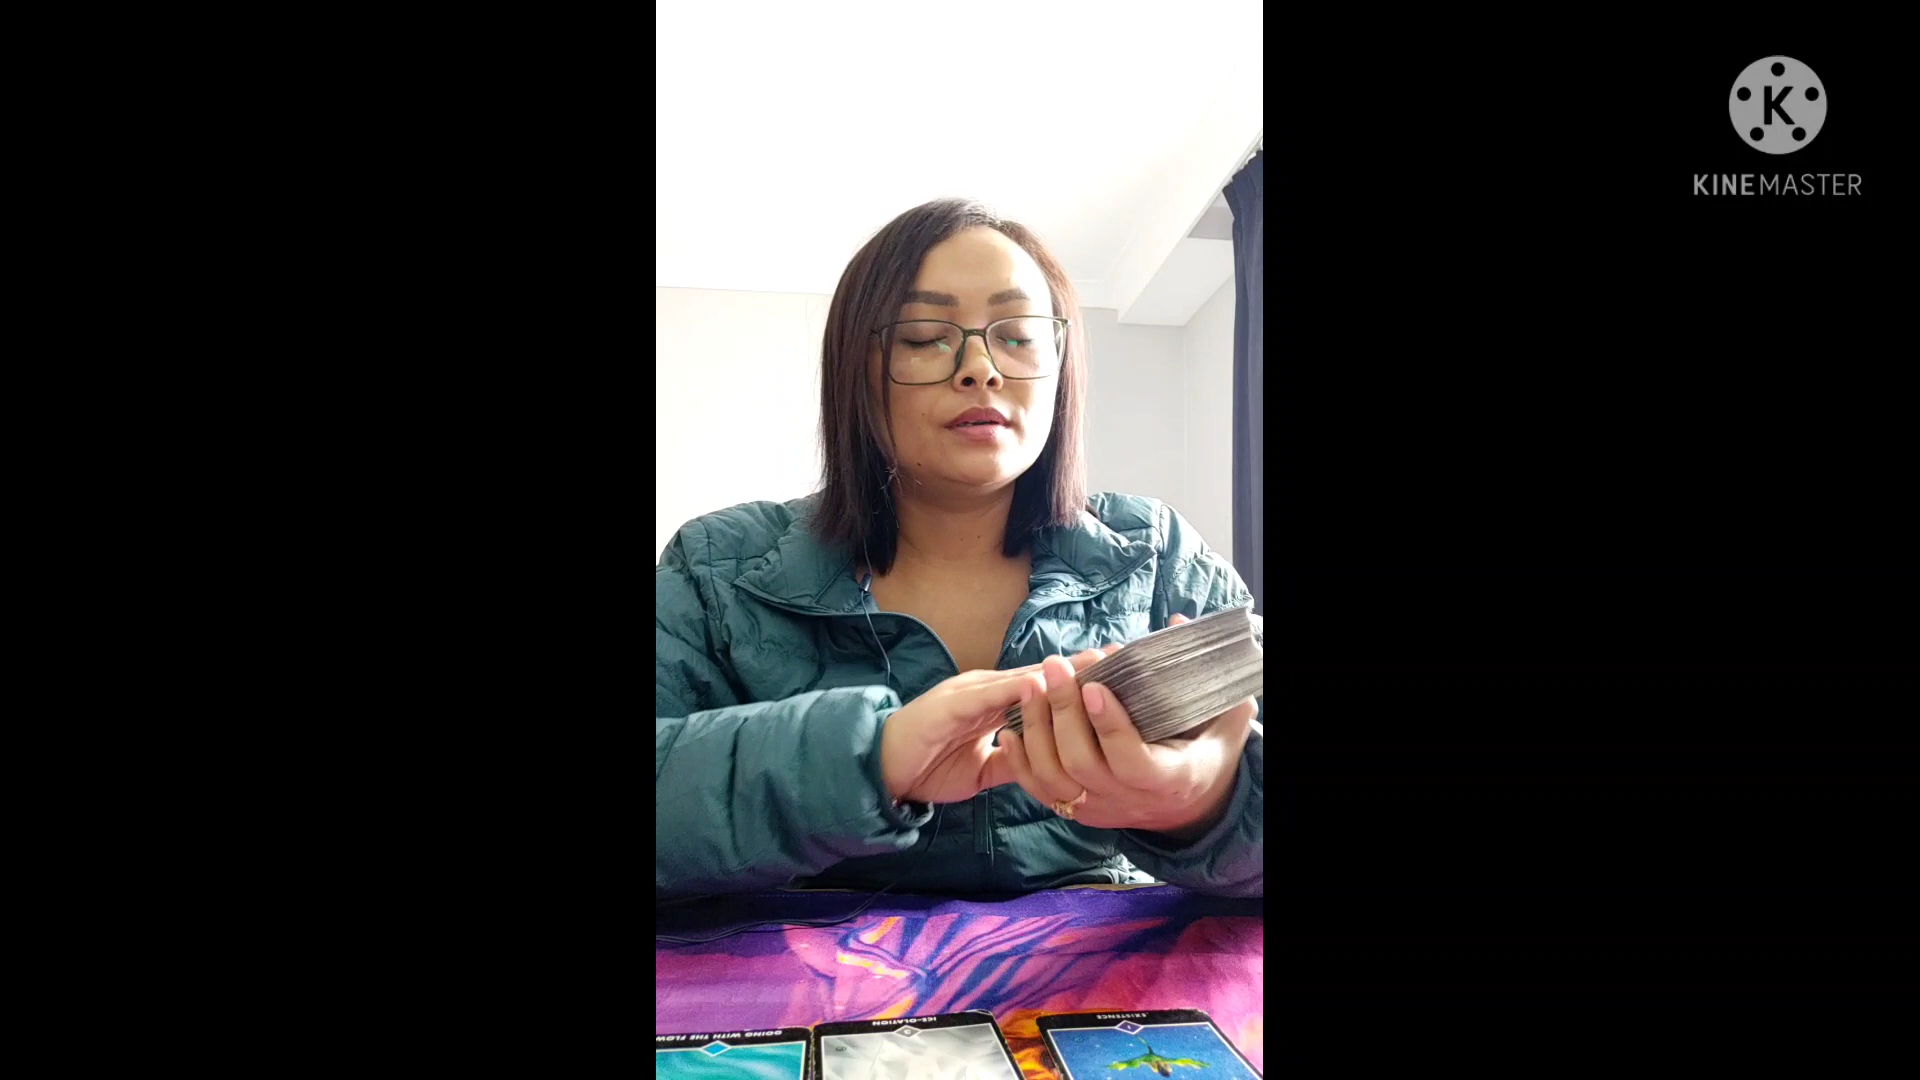 K
KINEMASTER
GOING WITH THE FLOW
ICE-OLATION
EXISTENCE